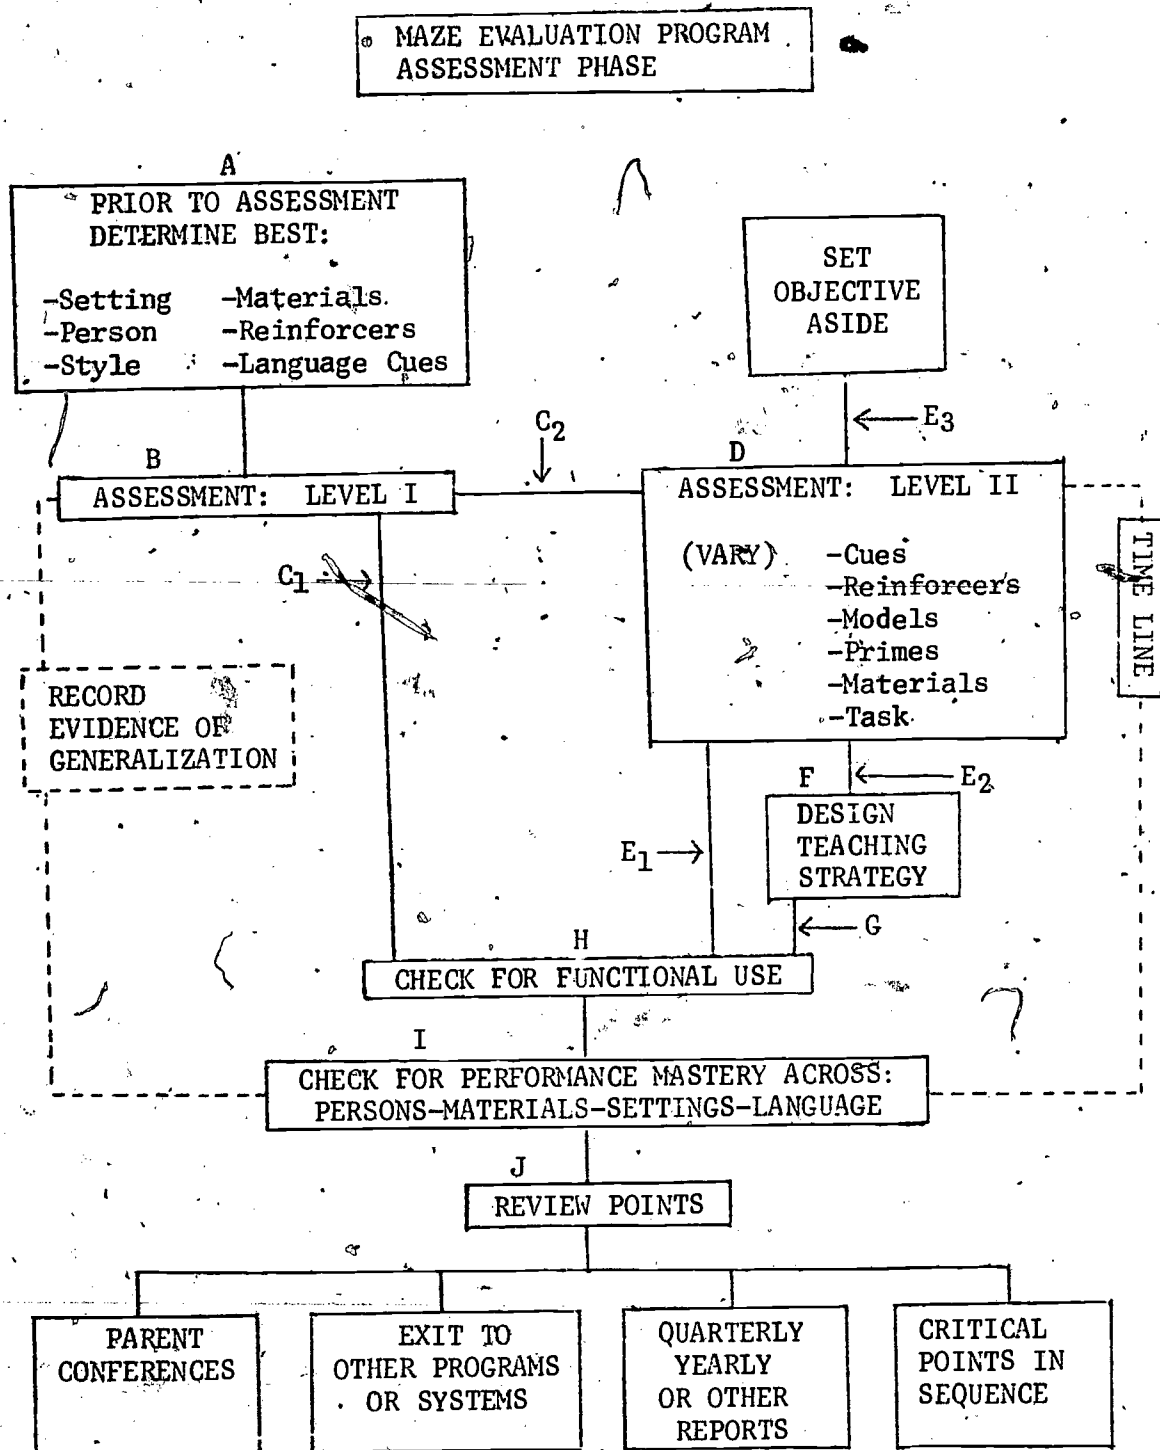 MAZE EVALUATION PROGRAM
ASSESSMENT PHASE
A
PRIOR TO ASSESSMENT
DETERMINE BEST:
-Setting -Materials
-Person -Reinforcers
-Style -Language Cues
SET
OBJECTIVE
ASIDE
E3
C2
B
ASSESSMENT: LEVEL I
D
ASSESSMENT: LEVEL II
(VARY) -Cues
-Reinforcers
-Models
-Primes
-Materials
-Task
TIME LINE
C1
RECORD
EVIDENCE OF
GENERALIZATION
E2
F
DESIGN
TEACHING
STRATEGY
E1
G
H
CHECK FOR FUNCTIONAL USE
I
CHECK FOR PERFORMANCE MASTERY ACROSS:
PERSONS-MATERIALS-SETTINGS-LANGUAGE
J
REVIEW POINTS
PARENT
CONFERENCES
EXIT TO
OTHER PROGRAMS
OR SYSTEMS
QUARTERLY
YEARLY
OR OTHER
REPORTS
CRITICAL
POINTS IN
SEQUENCE